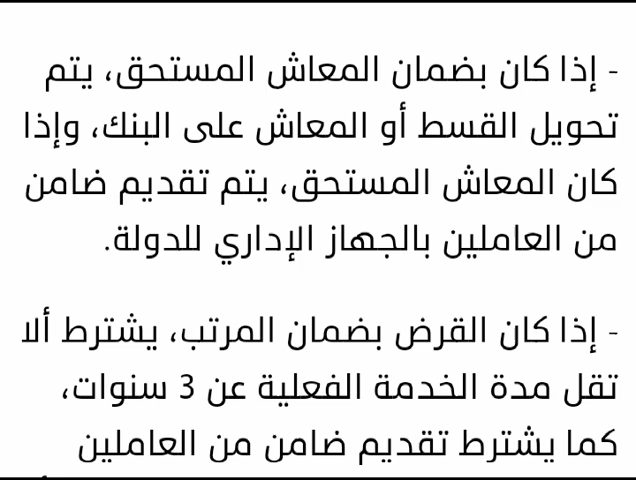 - إذا كان بضمان المعاش المستحق، يتم
تحويل القسط أو المعاش على البنك، وإذا
كان المعاش المستحق، يتم تقديم ضامن
من العاملين بالجهاز الإداري للدولة.
- إذا كان القرض بضمان المرتب، يشترط ألا
تقل مدة الخدمة الفعلية عن 3 سنوات،
كما يشترط تقديم ضامن من العاملين